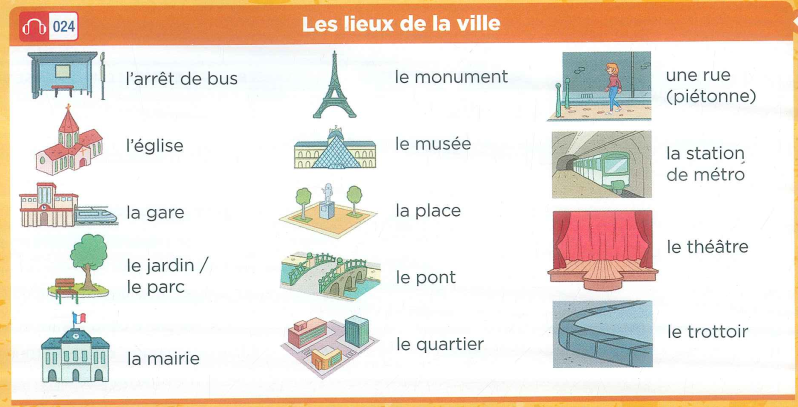 024
Les lieux de la ville
l'arrêt de bus
l'église
la gare
le jardin /
le parc
la mairie
le monument
le musée
la place
le pont
le quartier
une rue
(piétonne)
la station
de métro
le théâtre
le trottoir